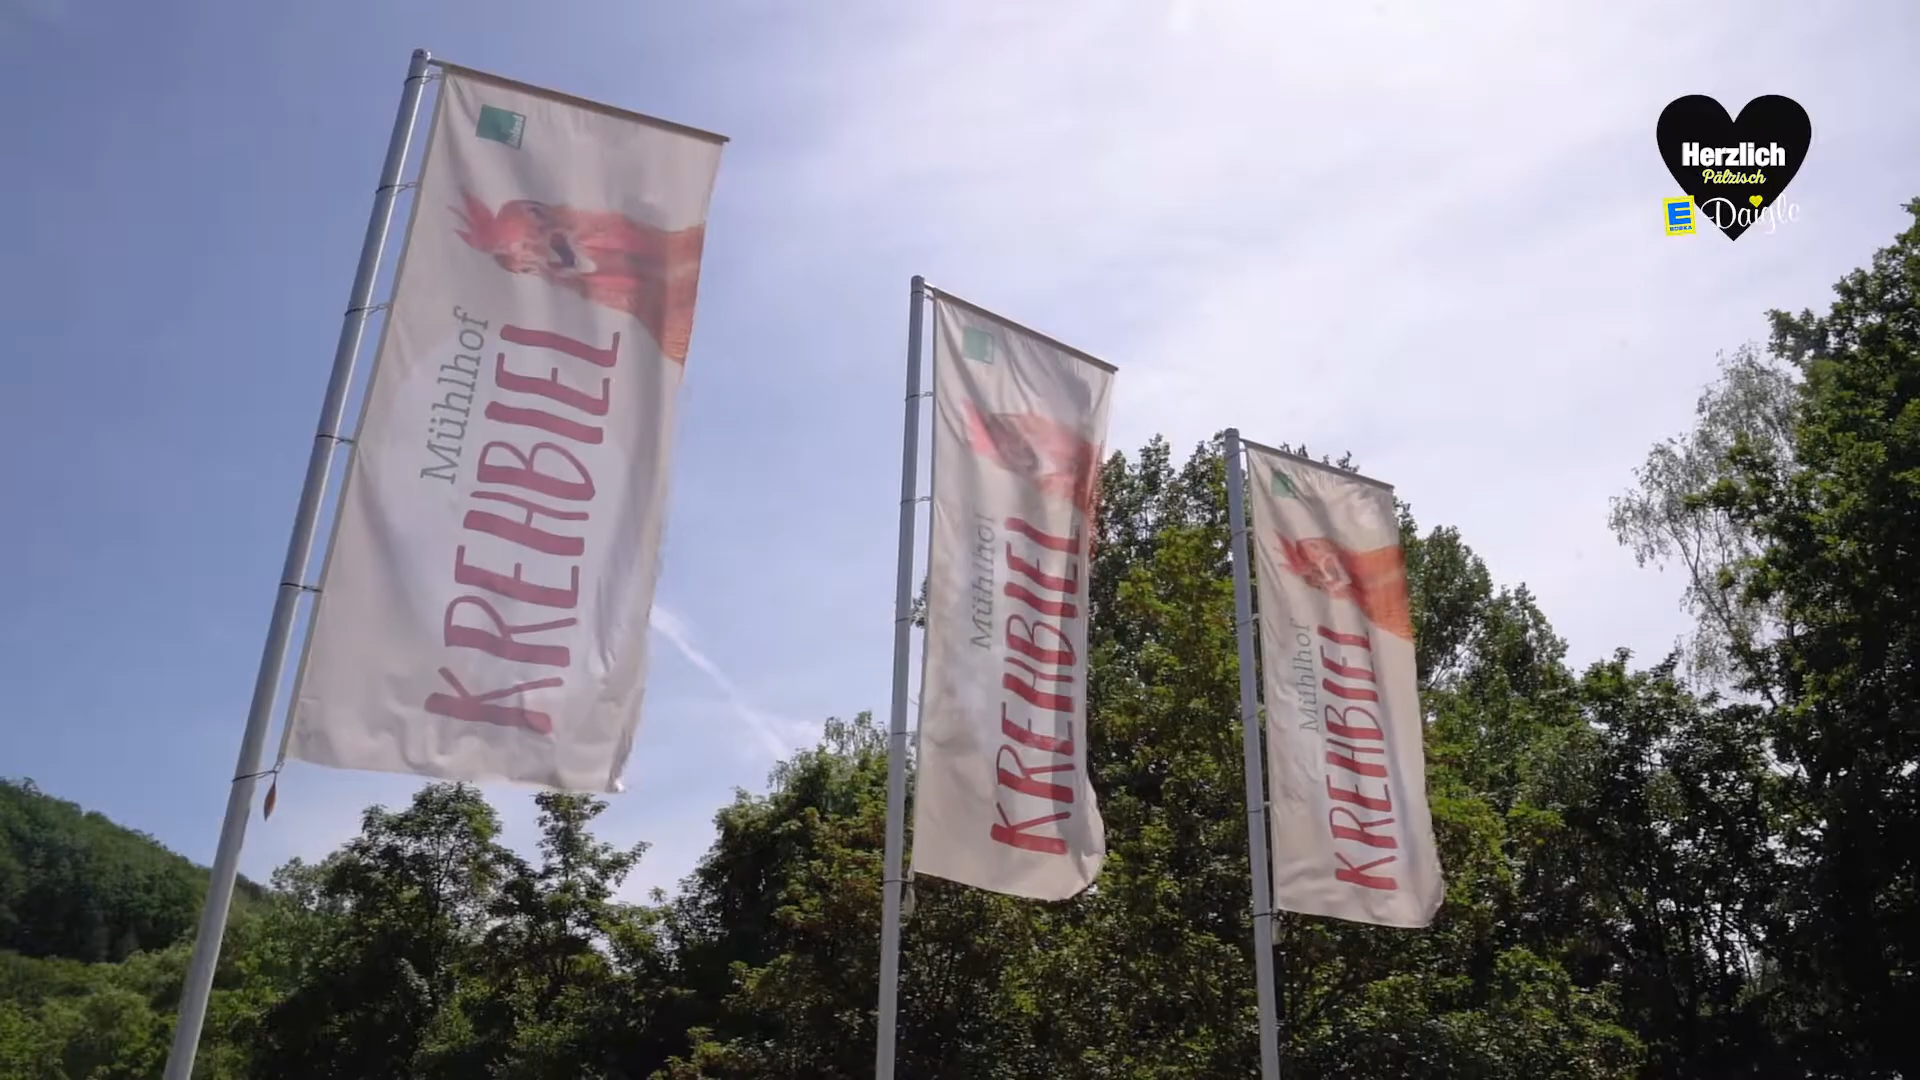 Mühlhof
KREHBIEL
Mühlhof
KREHBIEL
Mühlhof
KREHBIEL
Herzlich
Pälzisch
E
EDEKA
Daigle